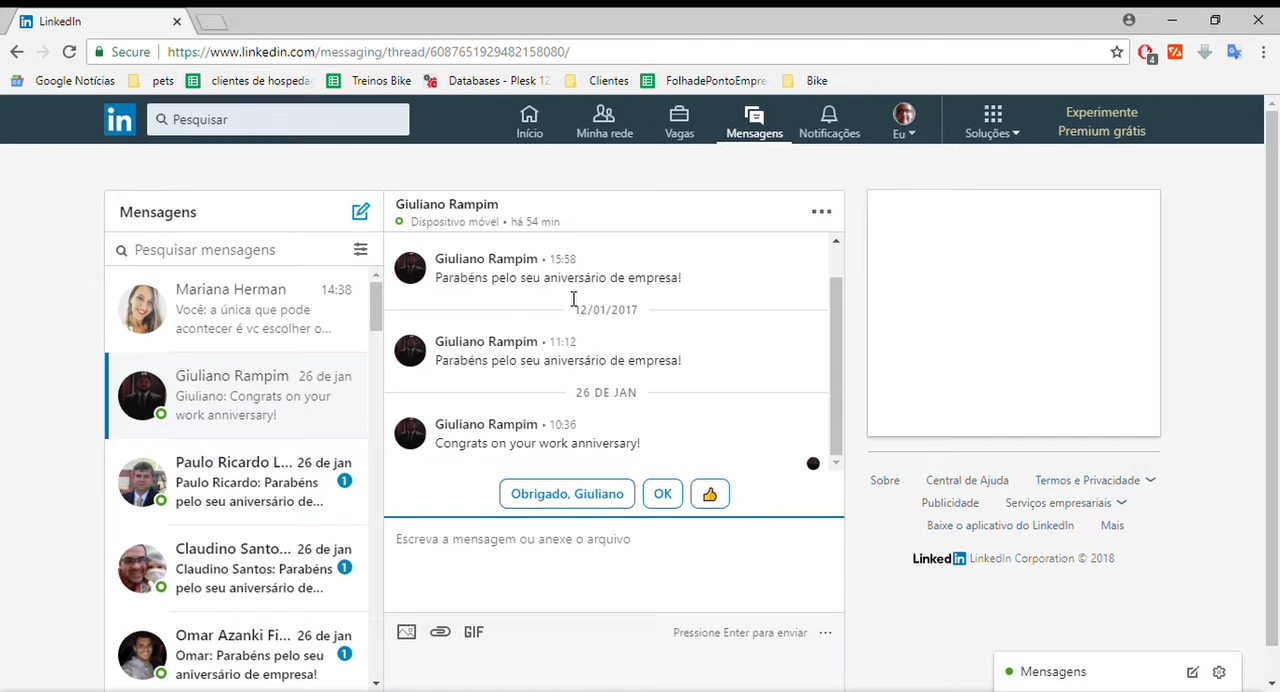 LinkedIn
Secure https://www.linkedin.com/messaging/thread/6087651929482158080/
4
Google Notícias pets clientes de hospeda Treinos Bike Databases - Plesk 12 Clientes FolhadePontoEmpre Bike
in Pesquisar
Início Minha rede Vagas Mensagens Notificações Eu Soluções
Experimente
Premium grátis
Mensagens
Pesquisar mensagens
Mariana Herman 14:38
Você: a única que pode
acontecer é vc escolher o...
Giuliano Rampim 26 de jan
Giuliano: Congrats on your
work anniversary!
Paulo Ricardo L... 26 de jan
Paulo Ricardo: Parabéns 1
pelo seu aniversário de...
Claudino Santo... 26 de jan
Claudino Santos: Parabéns 1
pelo seu aniversário de...
Omar Azanki Fi... 26 de jan
Omar: Parabéns pelo seu 1
aniversário de empresa!
Giuliano Rampim
Dispositivo móvel • há 54 min
Giuliano Rampim • 15:58
Parabéns pelo seu aniversário de empresa!
12/01/2017
Giuliano Rampim • 11:12
Parabéns pelo seu aniversário de empresa!
26 DE JAN
Giuliano Rampim • 10:36
Congrats on your work anniversary!
Obrigado, Giuliano OK
Escreva a mensagem ou anexe o arquivo
GIF Pressione Enter para enviar
Sobre Central de Ajuda Termos e Privacidade
Publicidade Serviços empresariais
Baixe o aplicativo do LinkedIn Mais
LinkedIn LinkedIn Corporation © 2018
Mensagens